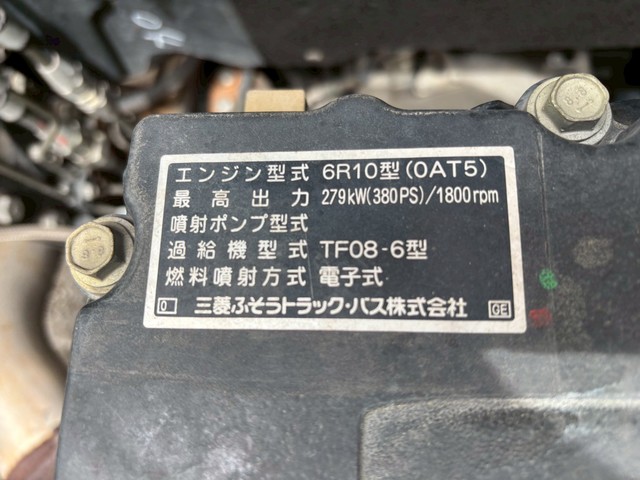 エンジン型式 6R10型(0AT5)
最高出力 279kW(380PS)/1800rpm
噴射ポンプ型式
過給機型式 TF08-6型
燃料噴射方式 電子式
0 三菱ふそうトラック・バス株式会社 GE